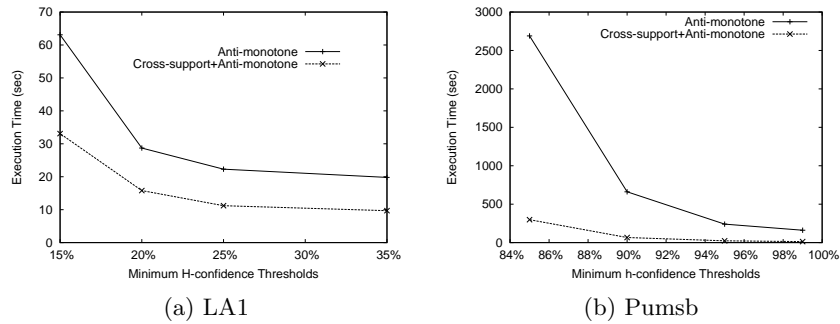 70
60
50
40
30
20
10
0
Execution Time (sec)
Anti-monotone
Cross-support+Anti-monotone
15% 20% 25% 30% 35%
Minimum H-confidence Thresholds
(a) LA1
3000
2500
2000
1500
1000
500
0
Execution Time (sec)
Anti-monotone
Cross-support+Anti-monotone
84% 86% 88% 90% 92% 94% 96% 98% 100%
Minimum h-confidence Thresholds
(b) Pumsb